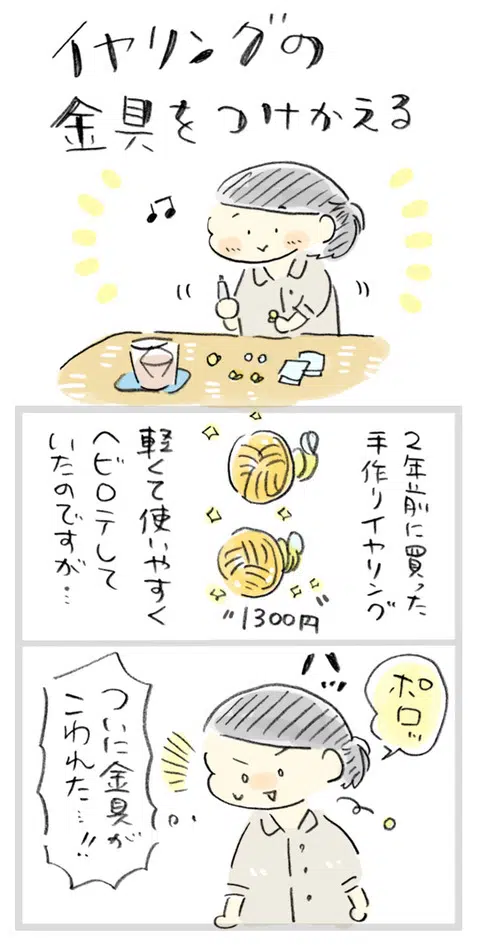 イヤリングの
金具をつけかえる
2年前に買った
手作りイヤリング
"1300円"
軽くて使いやすく
ヘビロテして
いたのですが…
ポロッ
ついに金具が
こわれた…!!